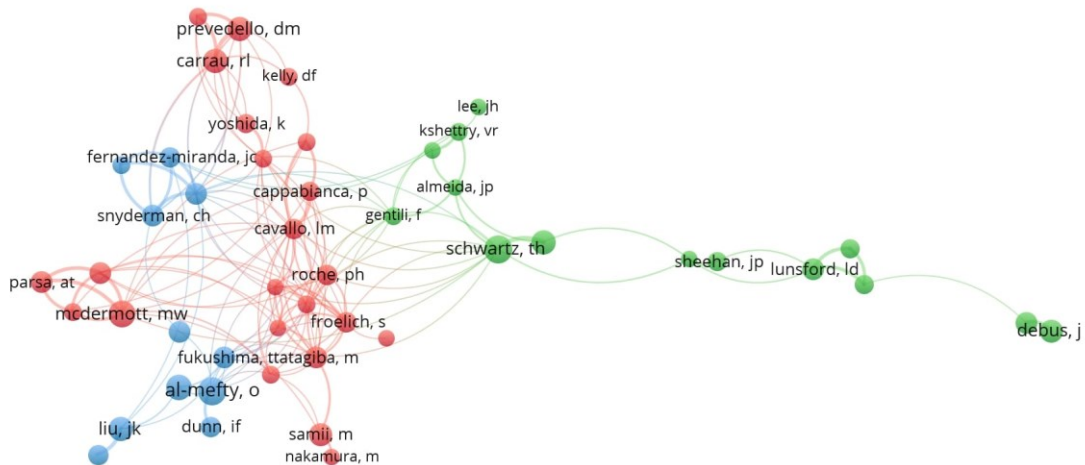 prevedello, dm
carrau, rl
kelly, df
lee, jh
yoshida, k
kshettry, vr
fernandez-miranda, jc
cappabianca, p
almeida, jp
snyderman, ch
gentili, f
cavallo, lm
schwartz, th
roche, ph
sheehan, jp
lunsford, ld
parsa, at
mcdermott, mw
froelich, s
debus, j
fukushima, t
tatagiba, m
al-mefty, o
liu, jk
dunn, if
samii, m
nakamura, m